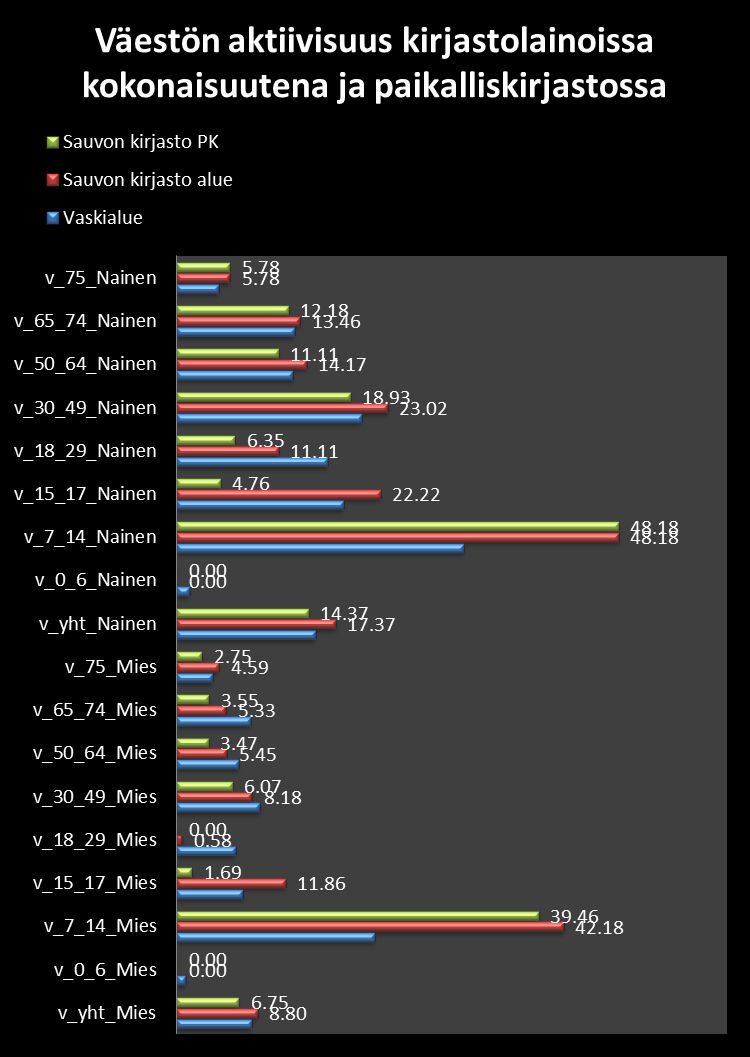 Väestön aktiivisuus kirjastolainoissa
kokonaisuutena ja paikalliskirjastossa
Sauvon kirjasto PK
Sauvon kirjasto alue
Vaskialue
v_75_Nainen
5.78
5.78
v_65_74_Nainen
12.18
13.46
v_50_64_Nainen
11.11
14.17
v_30_49_Nainen
18.93
23.02
v_18_29_Nainen
6.35
11.11
v_15_17_Nainen
4.76
22.22
v_7_14_Nainen
48.18
48.18
v_0_6_Nainen
0.00
0.00
v_yht_Nainen
14.37
17.37
v_75_Mies
2.75
4.59
v_65_74_Mies
3.55
5.33
v_50_64_Mies
3.47
5.45
v_30_49_Mies
6.07
8.18
v_18_29_Mies
0.00
0.58
v_15_17_Mies
1.69
11.86
v_7_14_Mies
39.46
42.18
v_0_6_Mies
0.00
0.00
v_yht_Mies
6.75
8.80